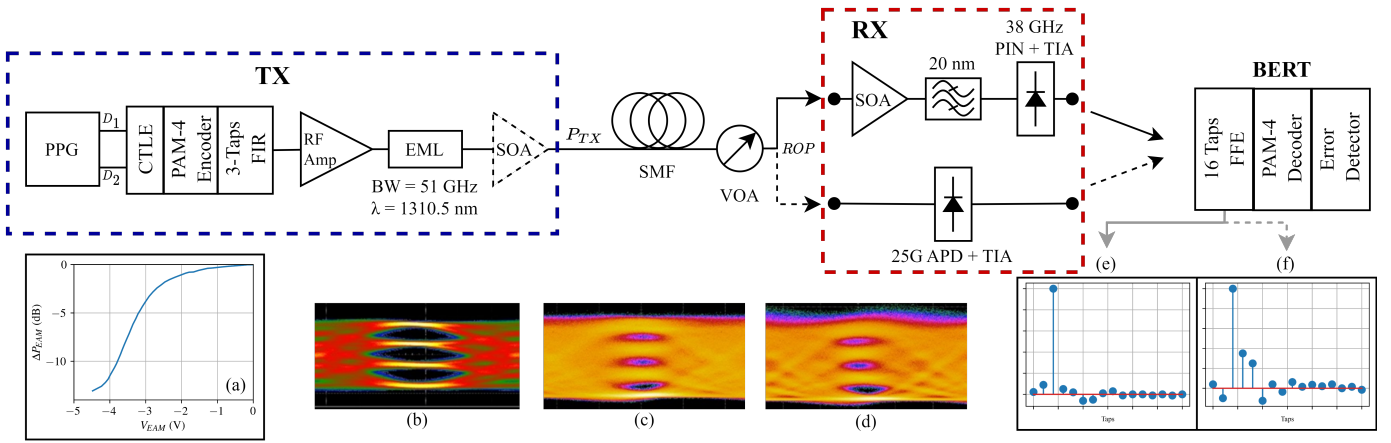 TX
PPG
D1
D2
CTLE
PAM-4
Encoder
3-Taps
FIR
RF
Amp
EML
BW = 51 GHz
λ = 1310.5 nm
SOA
PTX
SMF
VOA
ROP
RX
SOA
20 nm
38 GHz
PIN + TIA
25G APD + TIA
BERT
16 Taps
FFE
PAM-4
Decoder
Error
Detector
(e)
(f)
0
−5
−10
ΔPEAM (dB)
−5
−4
−3
−2
−1
0
VEAM (V)
(a)
(b)
(c)
(d)
Taps
Taps